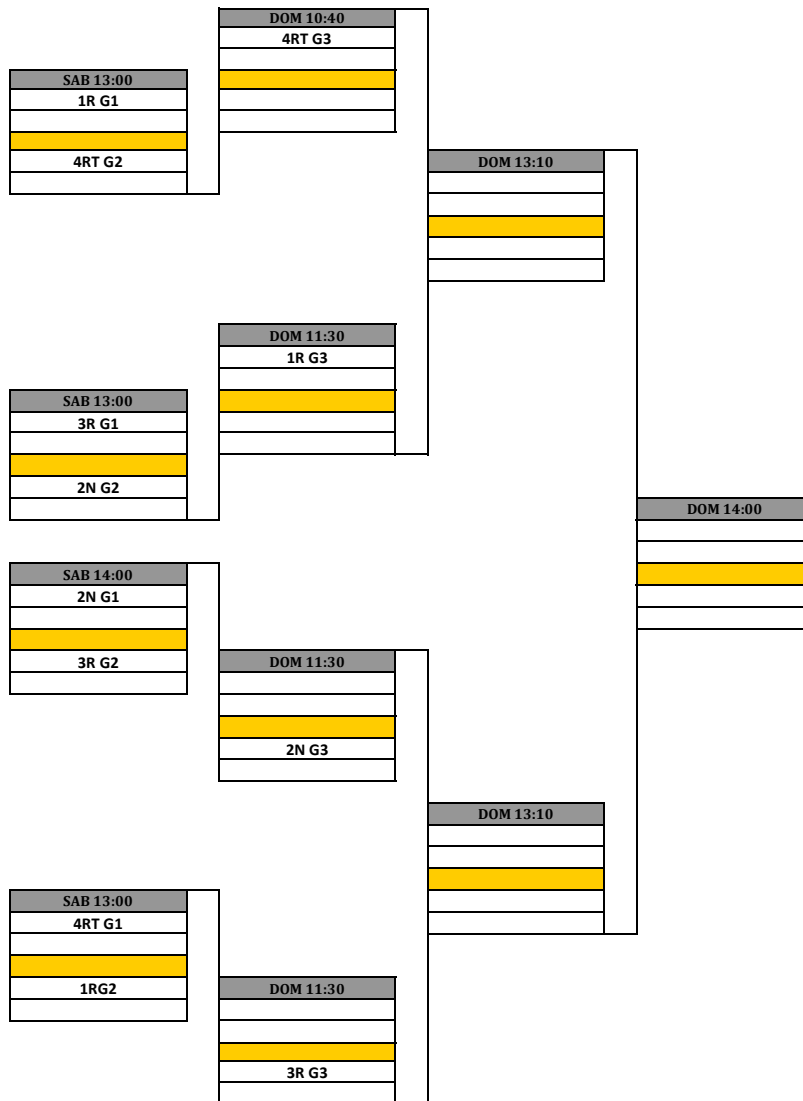 DOM 10:40
4RT G3
SAB 13:00
1R G1
4RT G2
DOM 13:10
DOM 11:30
1R G3
SAB 13:00
3R G1
2N G2
DOM 14:00
SAB 14:00
2N G1
3R G2
DOM 11:30
2N G3
DOM 13:10
SAB 13:00
4RT G1
1RG2
DOM 11:30
3R G3